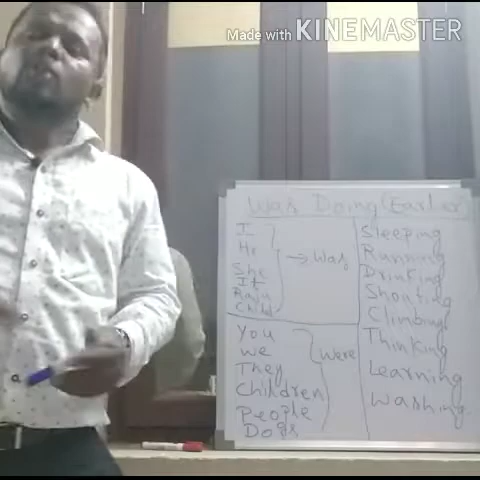 Made with KINEMASTER
Was Doing (Earlier)
I
He
She
It
Raju
Child
→ Was
You
We
They
Children
People
Dogs
Were
Sleeping
Running
Drinking
Shouting
Climbing
Thinking
Learning
Washing